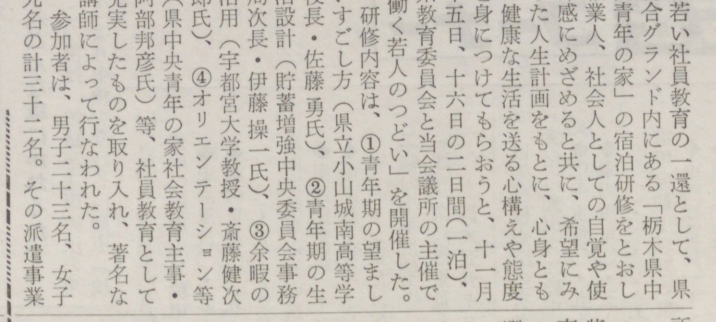 若い社員教育の一還として、県
合グランド内にある「栃木県中
青年の家」の宿泊研修をとおし
業人、社会人としての自覚や使
感にめざめると共に、希望にみ
た人生計画をもとに、心身とも
健康な生活を送る心構えや態度
身につけてもらおうと、十一月
十五日、十六日の二日間(一泊)、
教育委員会と当会議所の主催で
働く若人のつどい」を開催した。
研修内容は、①青年期の望まし
すごし方(県立小山城南高等学
校長・佐藤勇氏)、②青年期の生
活設計(貯蓄増強中央委員会事務
局次長・伊藤操氏)、③余暇の
活用(宇都宮大学教授・斎藤健次
郎氏)、④オリエンテーション等
(県中央青年の家社会教育主事・
阿部邦彦氏)等、社員教育として
充実したものを取り入れ、著名な
講師によって行なわれた。
参加者は、男子二十三名、女子
九名の計三十二名。その派遣事業